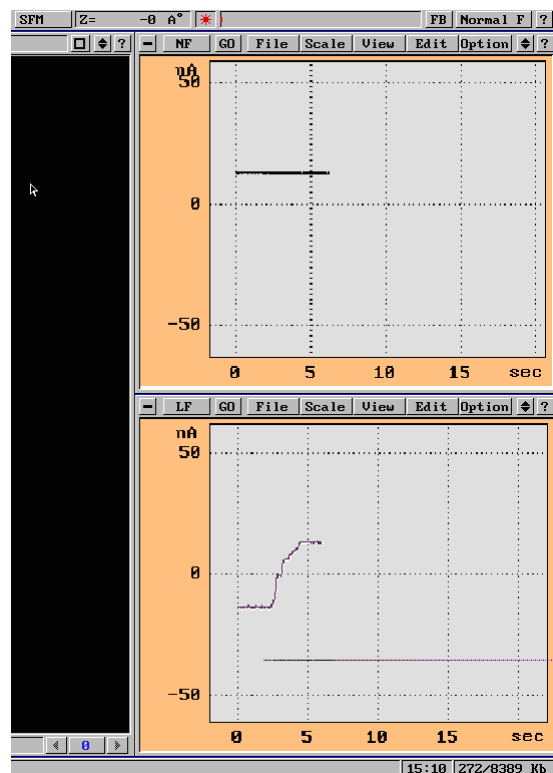 SFM Z= -0 A° FB Normal F ?
? NF GO File Scale View Edit Option ?
nA
50
0
-50
0 5 10 15 sec
LF GO File Scale View Edit Option ?
nA
50
0
-50
0 5 10 15 sec
0
15:10 272/8389 Kb